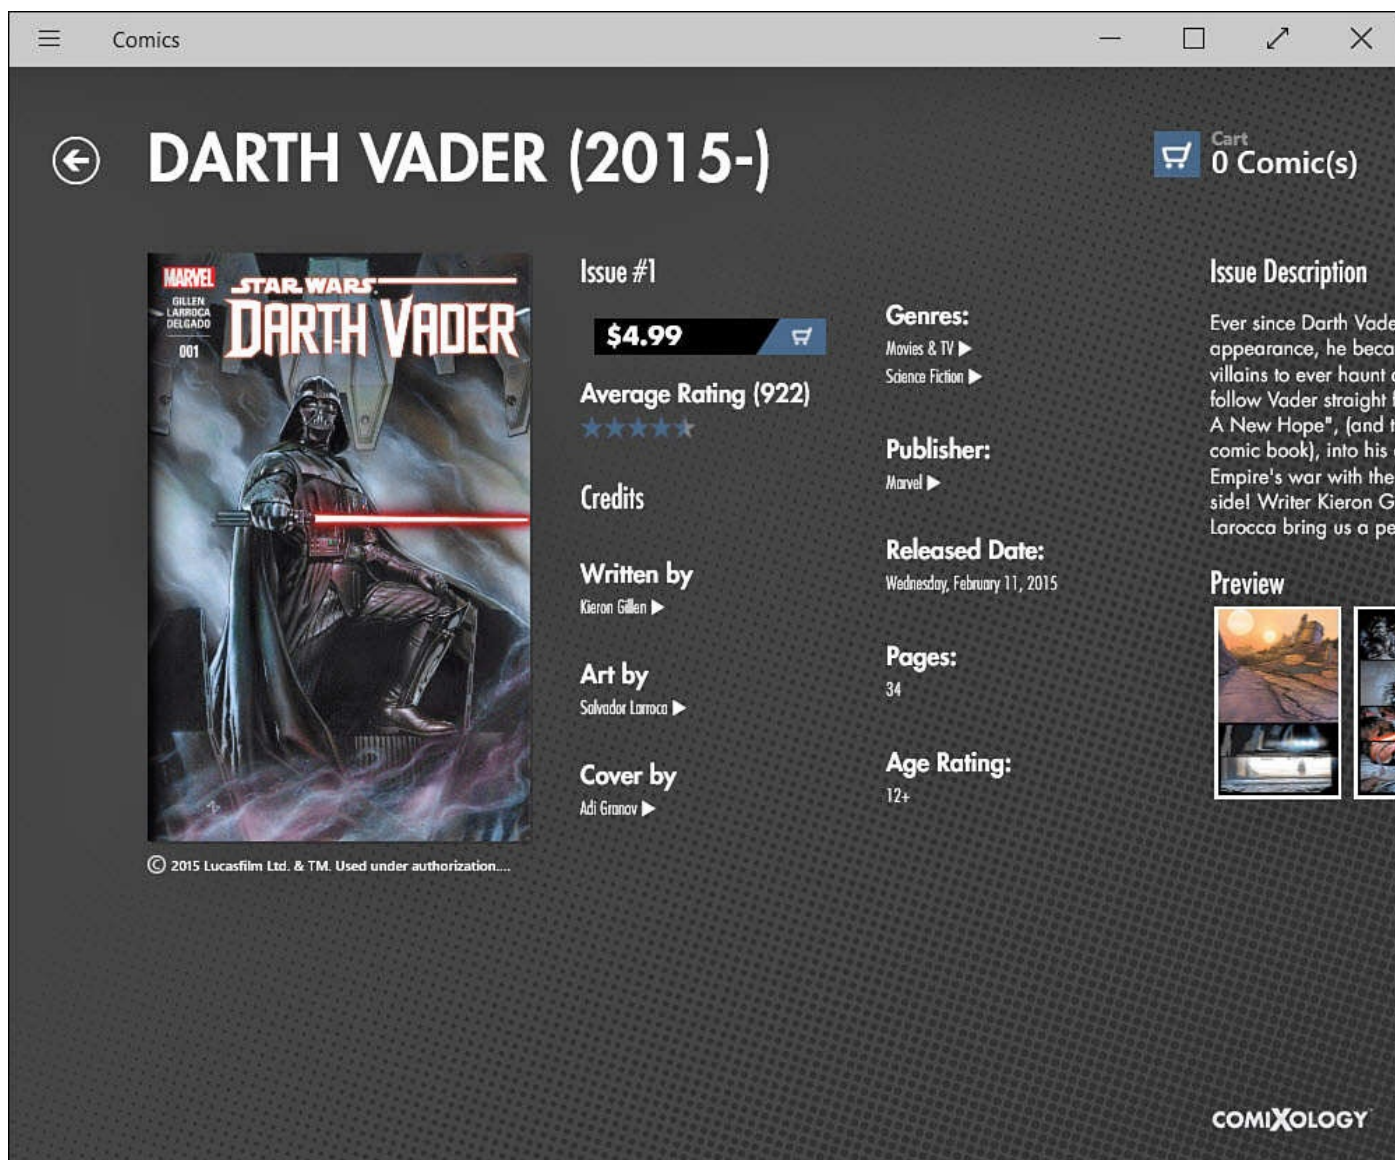 Comics
DARTH VADER (2015-)
Cart
0 Comic(s)
MARVEL
GILLEN
LARROCA
DELGADO
001
STAR WARS
DARTH VADER
© 2015 Lucasfilm Ltd. & TM. Used under authorization....
Issue #1
$4.99
Average Rating (922)
Credits
Written by
Kieron Gillen
Art by
Salvador Larroca
Cover by
Adi Granov
Genres:
Movies & TV
Science Fiction
Publisher:
Marvel
Released Date:
Wednesday, February 11, 2015
Pages:
34
Age Rating:
12+
Issue Description
Ever since Darth Vade
appearance, he beca
villains to ever haunt
follow Vader straight
A New Hope", (and t
comic book), into his
Empire's war with the
side! Writer Kieron G
Larocca bring us a pe
Preview
COMIXOLOGY